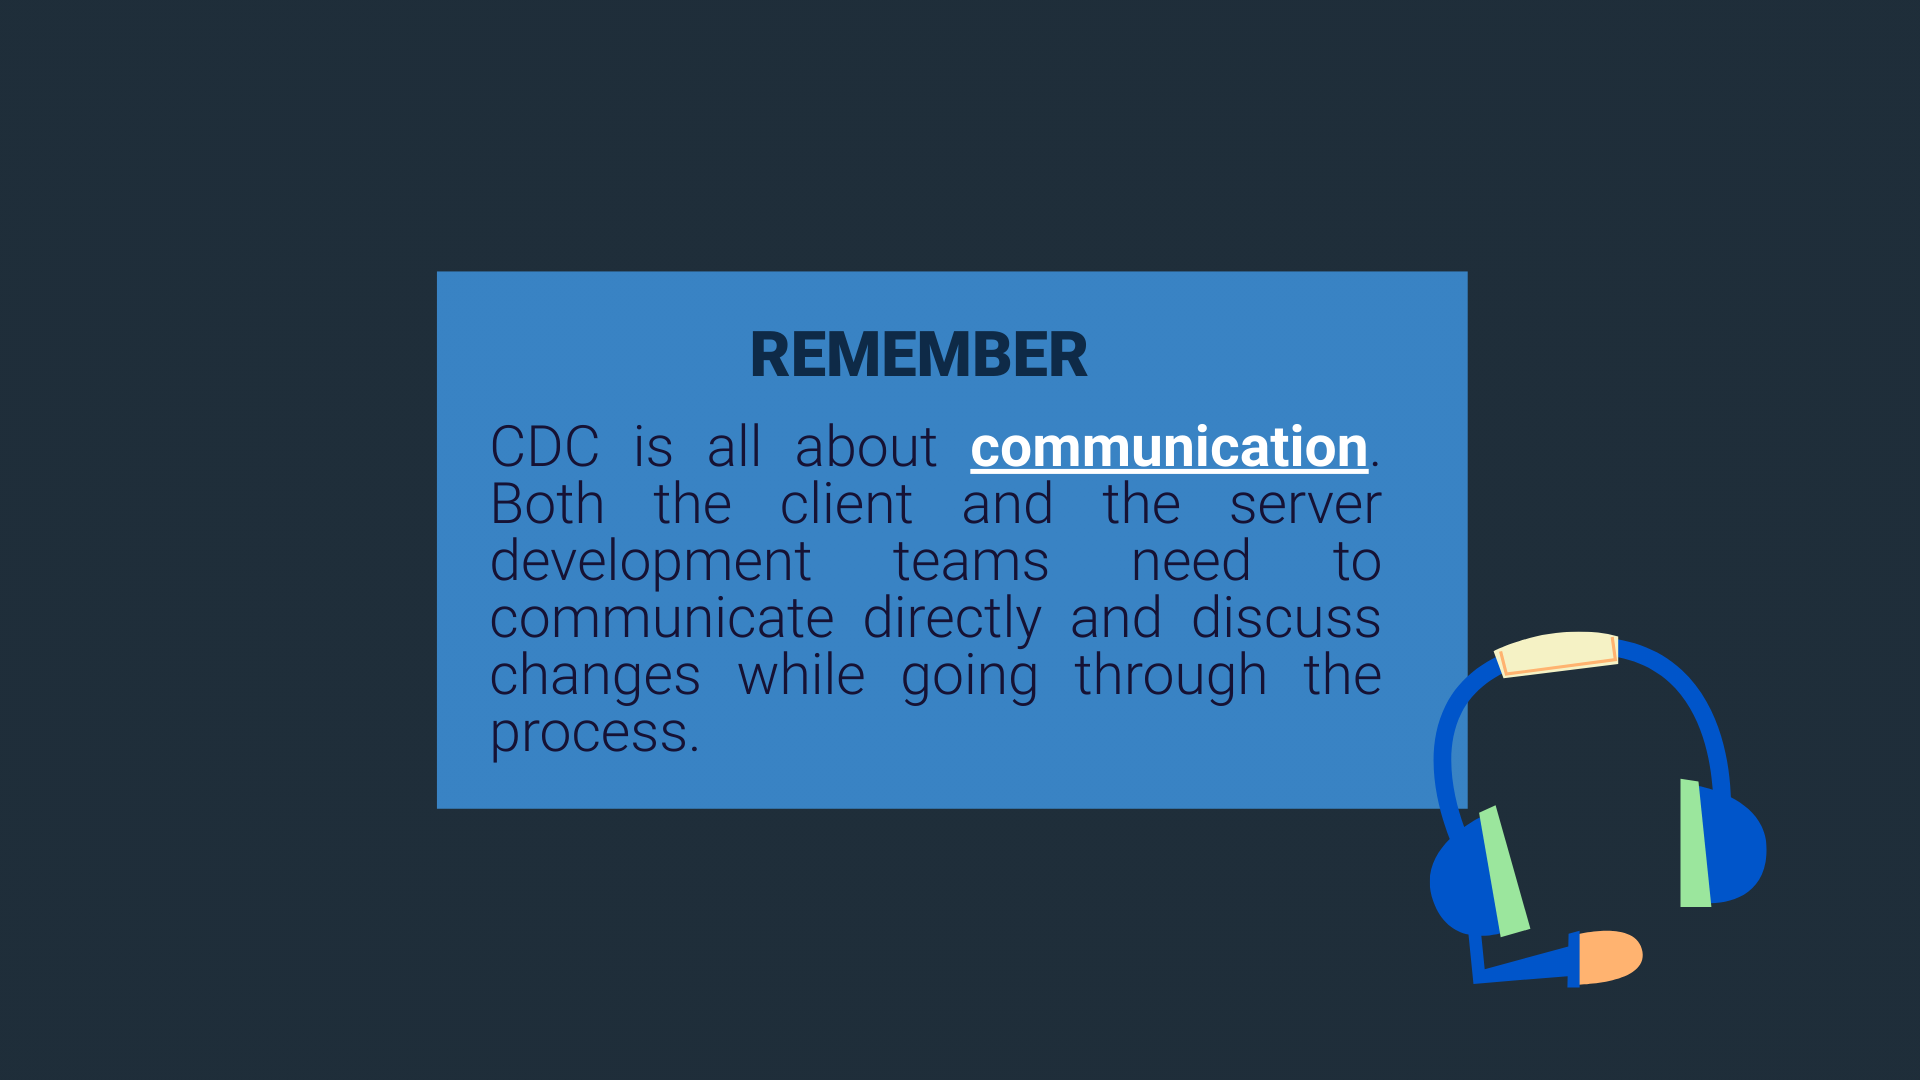 REMEMBER
CDC is all about communication.
Both the client and the server
development teams need to
communicate directly and discuss
changes while going through the
process.